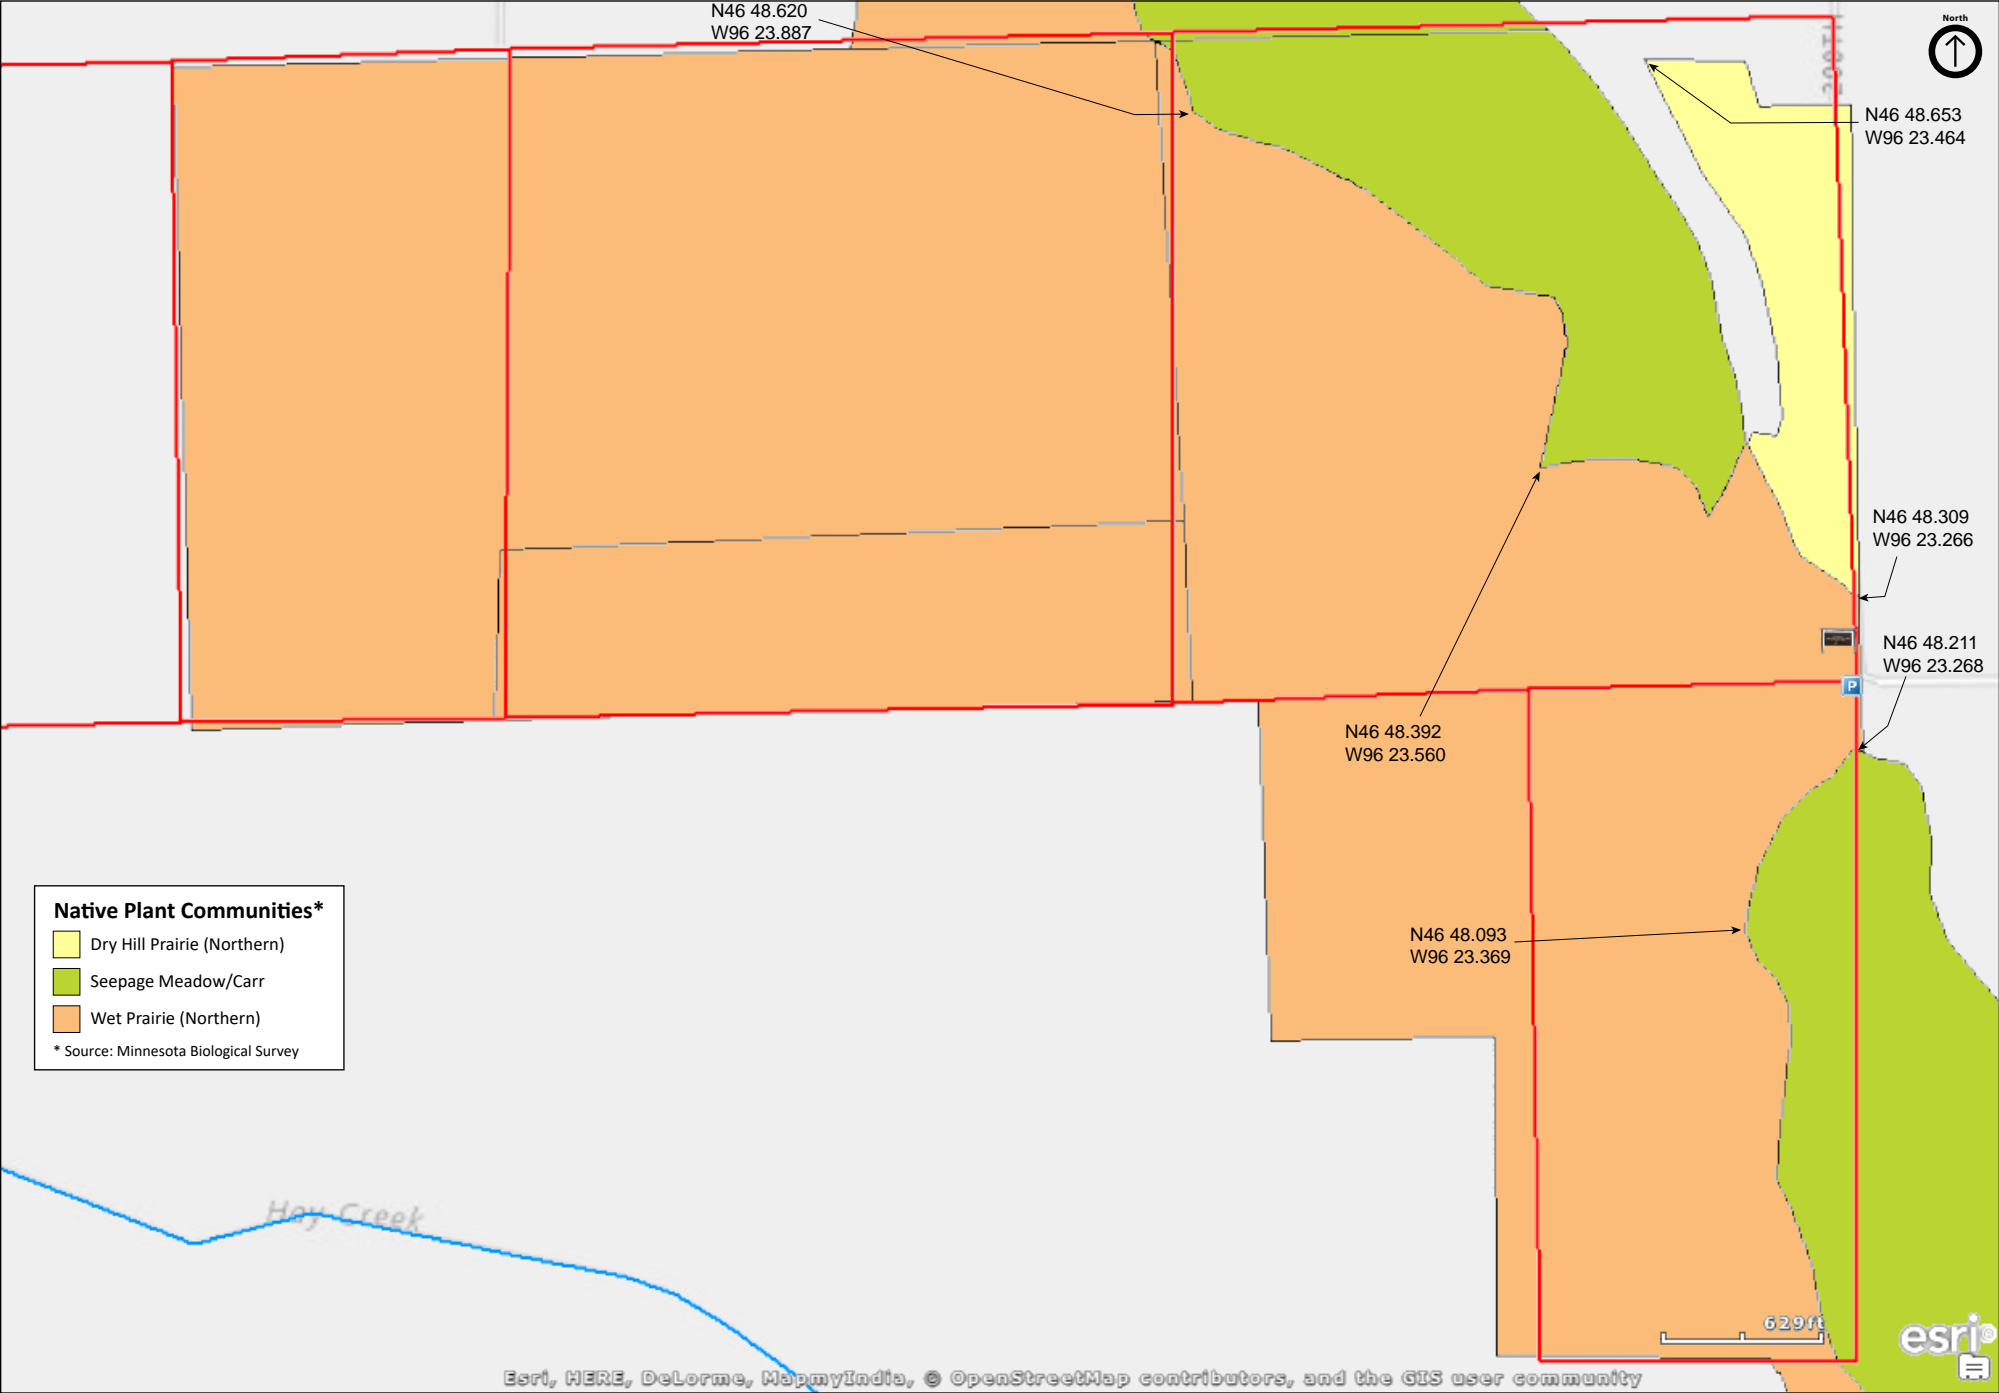 N46 48.620
W96 23.887
North
200TH
N46 48.653
W96 23.464
N46 48.309
W96 23.266
N46 48.211
W96 23.268
P
N46 48.392
W96 23.560
N46 48.093
W96 23.369
Native Plant Communities*
Dry Hill Prairie (Northern)
Seepage Meadow/Carr
Wet Prairie (Northern)
* Source: Minnesota Biological Survey
Hay Creek
629ft
esri
Esri, HERE, DeLorme, MapmyIndia, © OpenStreetMap contributors, and the GIS user community